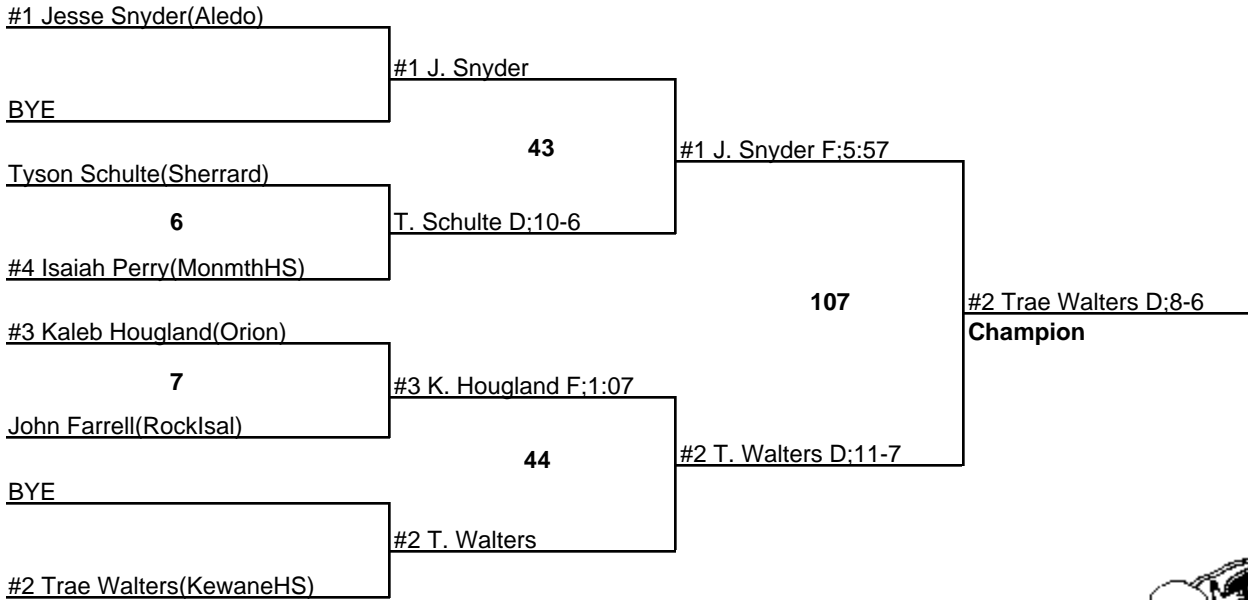 #1 Jesse Snyder(Aledo)
#1 J. Snyder
BYE
43
#1 J. Snyder F;5:57
Tyson Schulte(Sherrard)
6
T. Schulte D;10-6
#4 Isaiah Perry(MonmthHS)
107
#2 Trae Walters D;8-6
Champion
#3 Kaleb Hougland(Orion)
7
#3 K. Hougland F;1:07
John Farrell(RockIsal)
44
#2 T. Walters D;11-7
BYE
#2 T. Walters
#2 Trae Walters(KewaneHS)